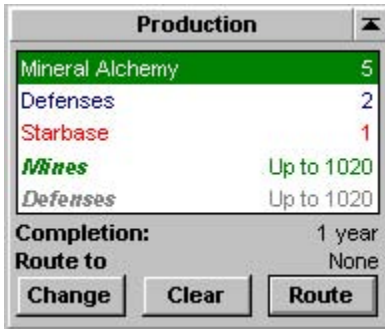 Production
Mineral Alchemy 5
Defenses 2
Starbase 1
Mines Up to 1020
Defenses Up to 1020
Completion: 1 year
Route to None
Change Clear Route